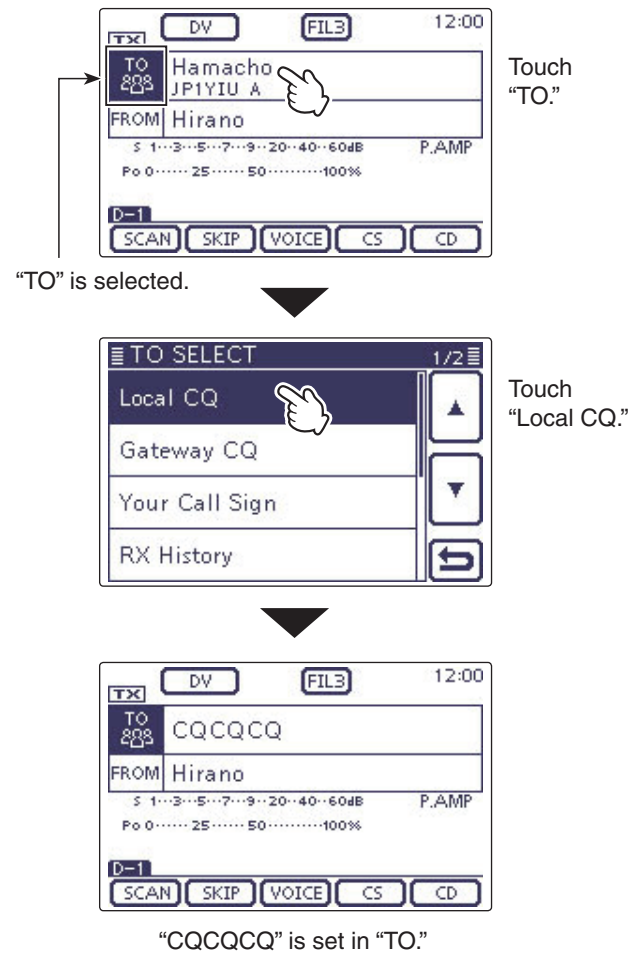 DV FIL3 12:00
TX
TO Hamacho
JP1YIU A
FROM Hirano
S 1··3··5··7··9··20··40··60dB P.AMP
Po 0······25······50··········100%
D-1
SCAN SKIP VOICE CS CD
Touch
“TO.”
“TO” is selected.
TO SELECT 1/2
Local CQ
Gateway CQ
Your Call Sign
RX History
Touch
“Local CQ.”
DV FIL3 12:00
TX
TO CQCQCQ
FROM Hirano
S 1··3··5··7··9··20··40··60dB P.AMP
Po 0······25······50··········100%
D-1
SCAN SKIP VOICE CS CD
“CQCQCQ” is set in “TO.”